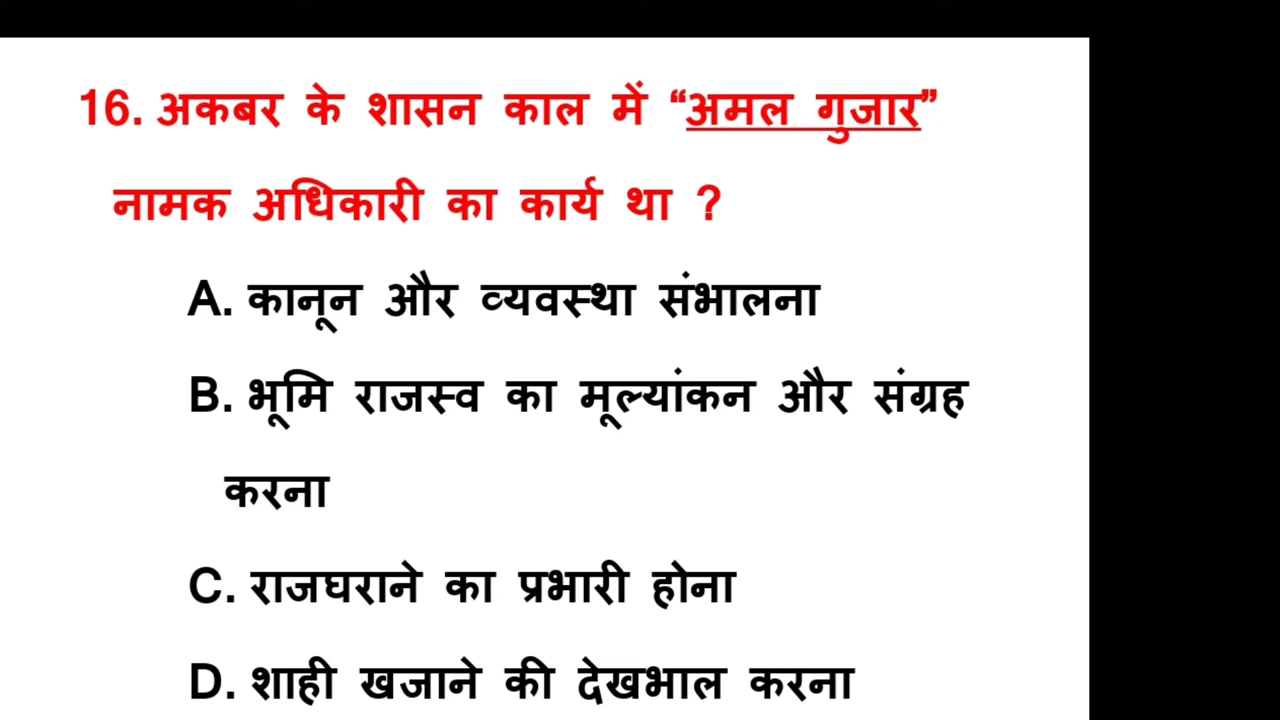 16. अकबर के शासन काल में “अमल गुजार”
नामक अधिकारी का कार्य था ?
A. कानून और व्यवस्था संभालना
B. भूमि राजस्व का मूल्यांकन और संग्रह
करना
C. राजघराने का प्रभारी होना
D. शाही खजाने की देखभाल करना